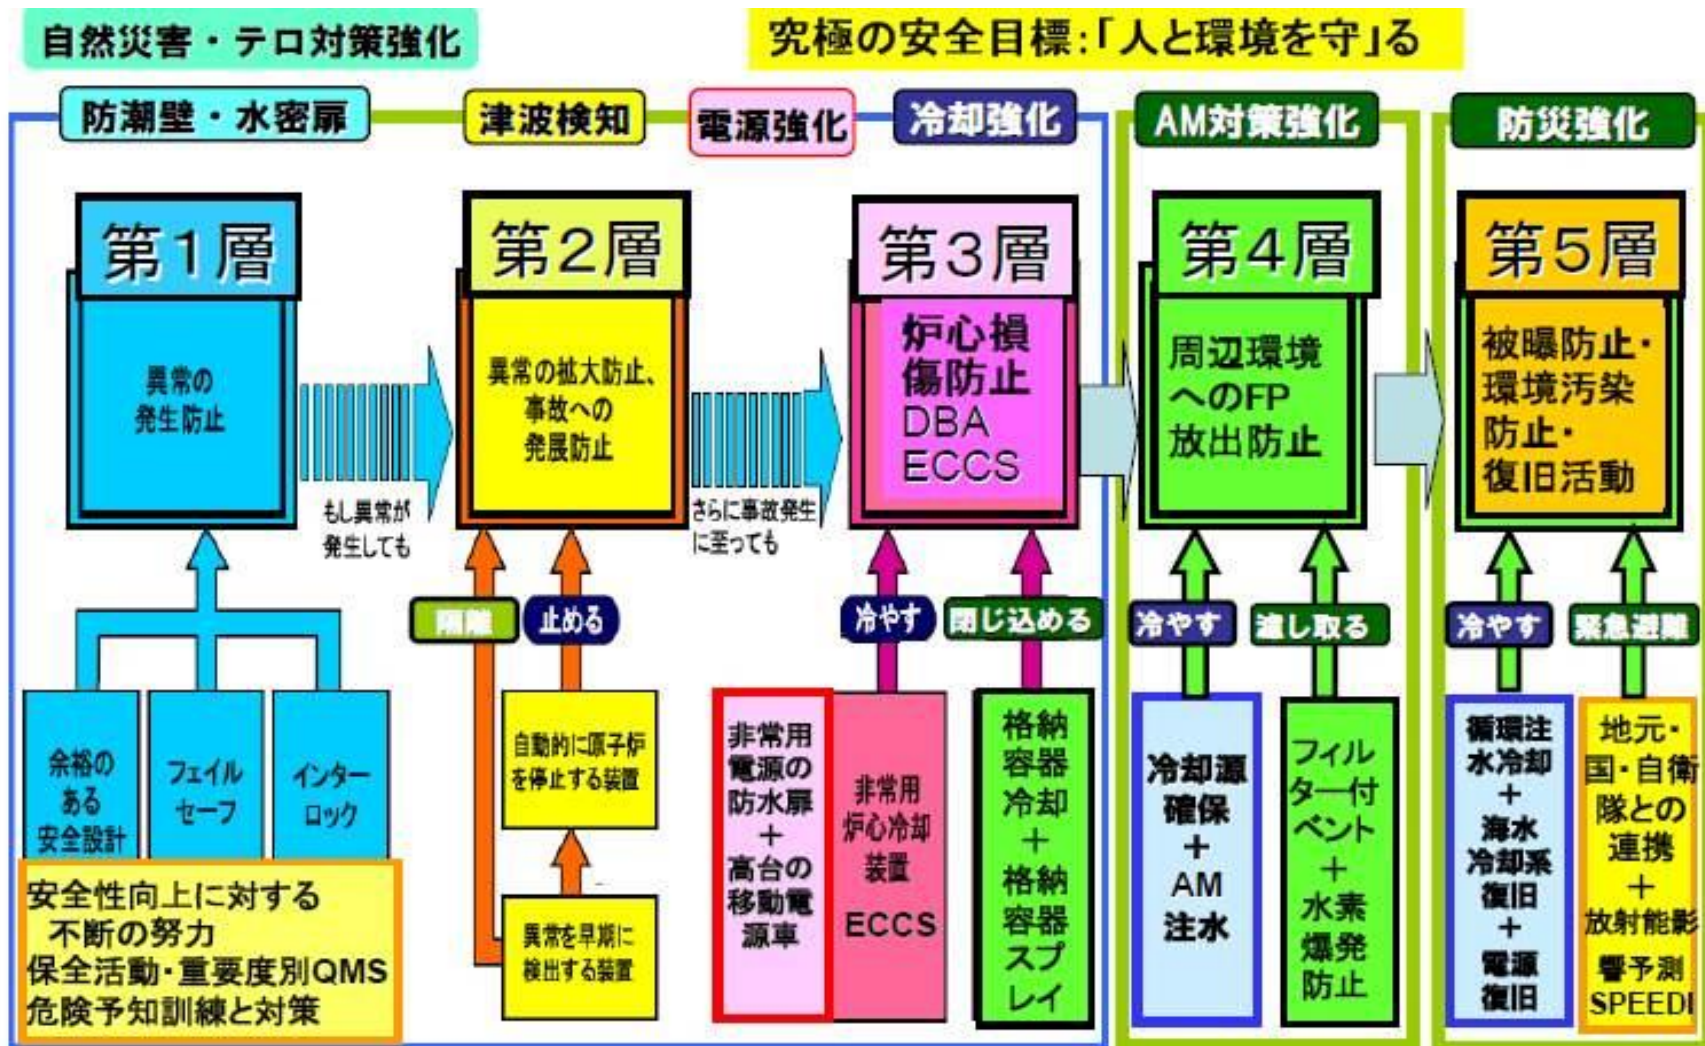 自然災害・テロ対策強化
究極の安全目標:「人と環境を守」る
防潮壁・水密扉
津波検知
電源強化
冷却強化
AM対策強化
防災強化
第1層
異常の
発生防止
もし異常が
発生しても
第2層
異常の拡大防止、
事故への
発展防止
さらに事故発生
に至っても
第3層
炉心損
傷防止
DBA
ECCS
第4層
周辺環境
へのFP
放出防止
第5層
被曝防止・
環境汚染
防止・
復旧活動
隔離
止める
冷やす
閉じ込める
冷やす
濾し取る
冷やす
緊急避難
余裕の
ある
安全設計
フェイル
セーフ
インター
ロック
安全性向上に対する
不断の努力
保全活動・重要度別QMS
危険予知訓練と対策
自動的に原子炉
を停止する装置
異常を早期に
検出する装置
非常用
電源の
防水扉
+
高台の
移動電
源車
非常用
炉心冷却
装置
ECCS
格納
容器
冷却
+
格納
容器
スプ
レイ
冷却源
確保
+
AM
注水
フィル
ター付
ベント
+
水素
爆発
防止
循環注
水冷却
+
海水
冷却系
復旧
+
電源
復旧
地元・
国・自衛
隊との
連携
+
放射能影
響予測
SPEEDI